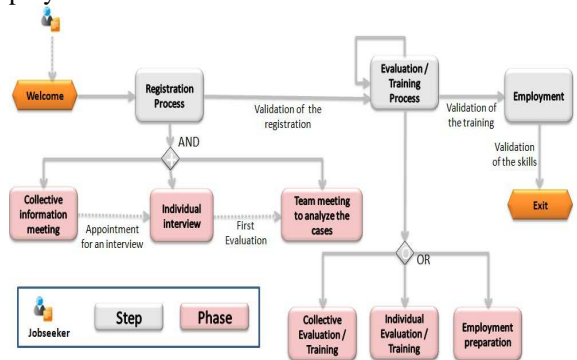 Welcome
Registration
Process
Validation of the
registration
Evaluation /
Training
Process
Validation of
the training
Employment
Validation
of the skills
Exit
AND
Collective
information
meeting
Appointment
for an interview
Individual
interview
First
Evaluation
Team meeting
to analyze the
cases
OR
Collective
Evaluation /
Training
Individual
Evaluation /
Training
Employment
preparation
Jobseeker
Step
Phase